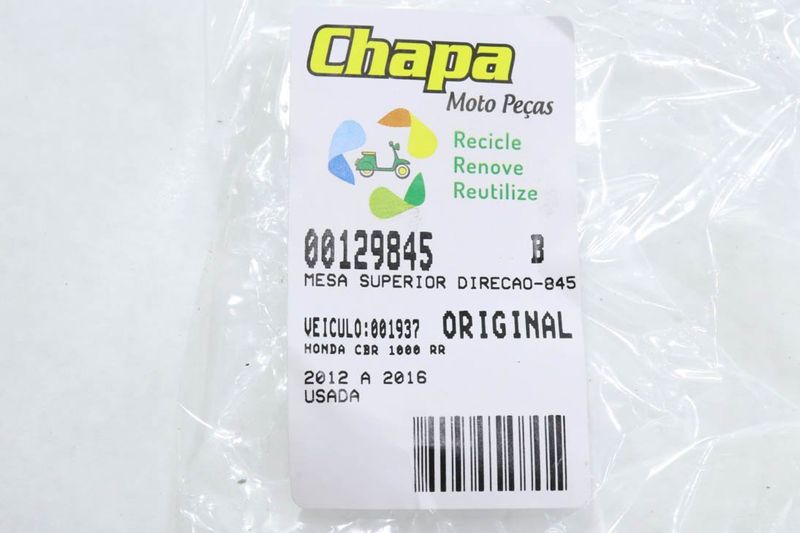 Chapa
Moto Peças
Recicle
Renove
Reutilize
00129845 B
MESA SUPERIOR DIRECAO-845
VEICULO:001937 ORIGINAL
HONDA CBR 1000 RR
2012 A 2016
USADA